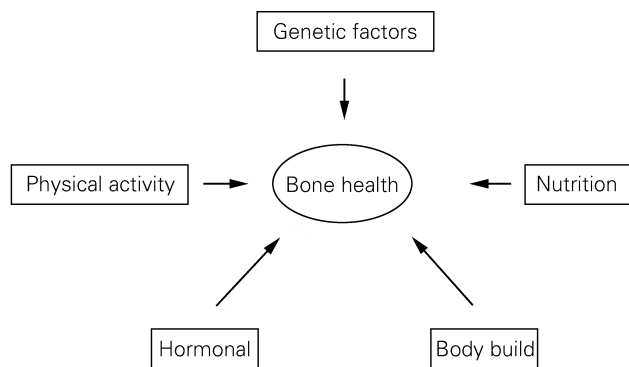 Genetic factors
Physical activity
Bone health
Nutrition
Hormonal
Body build